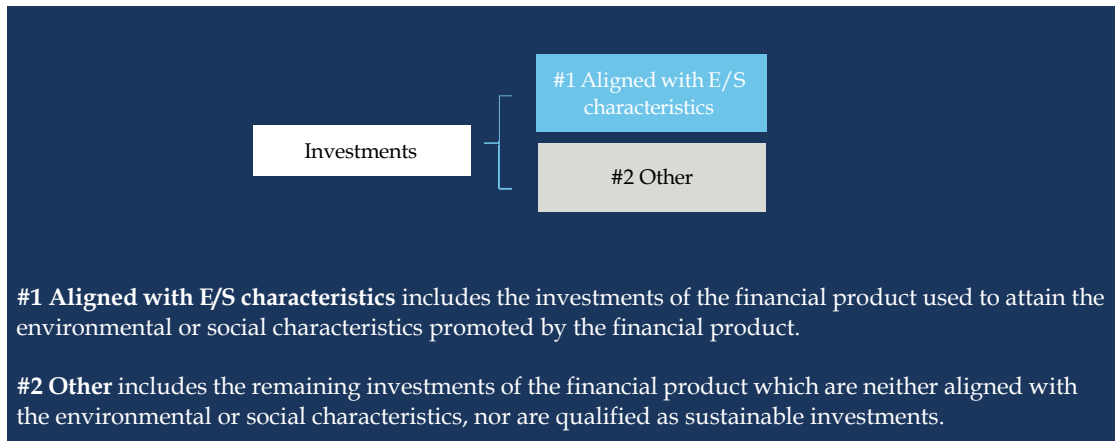 #1 Aligned with E/S
characteristics
Investments
#2 Other
#1 Aligned with E/S characteristics includes the investments of the financial product used to attain the
environmental or social characteristics promoted by the financial product.
#2 Other includes the remaining investments of the financial product which are neither aligned with
the environmental or social characteristics, nor are qualified as sustainable investments.